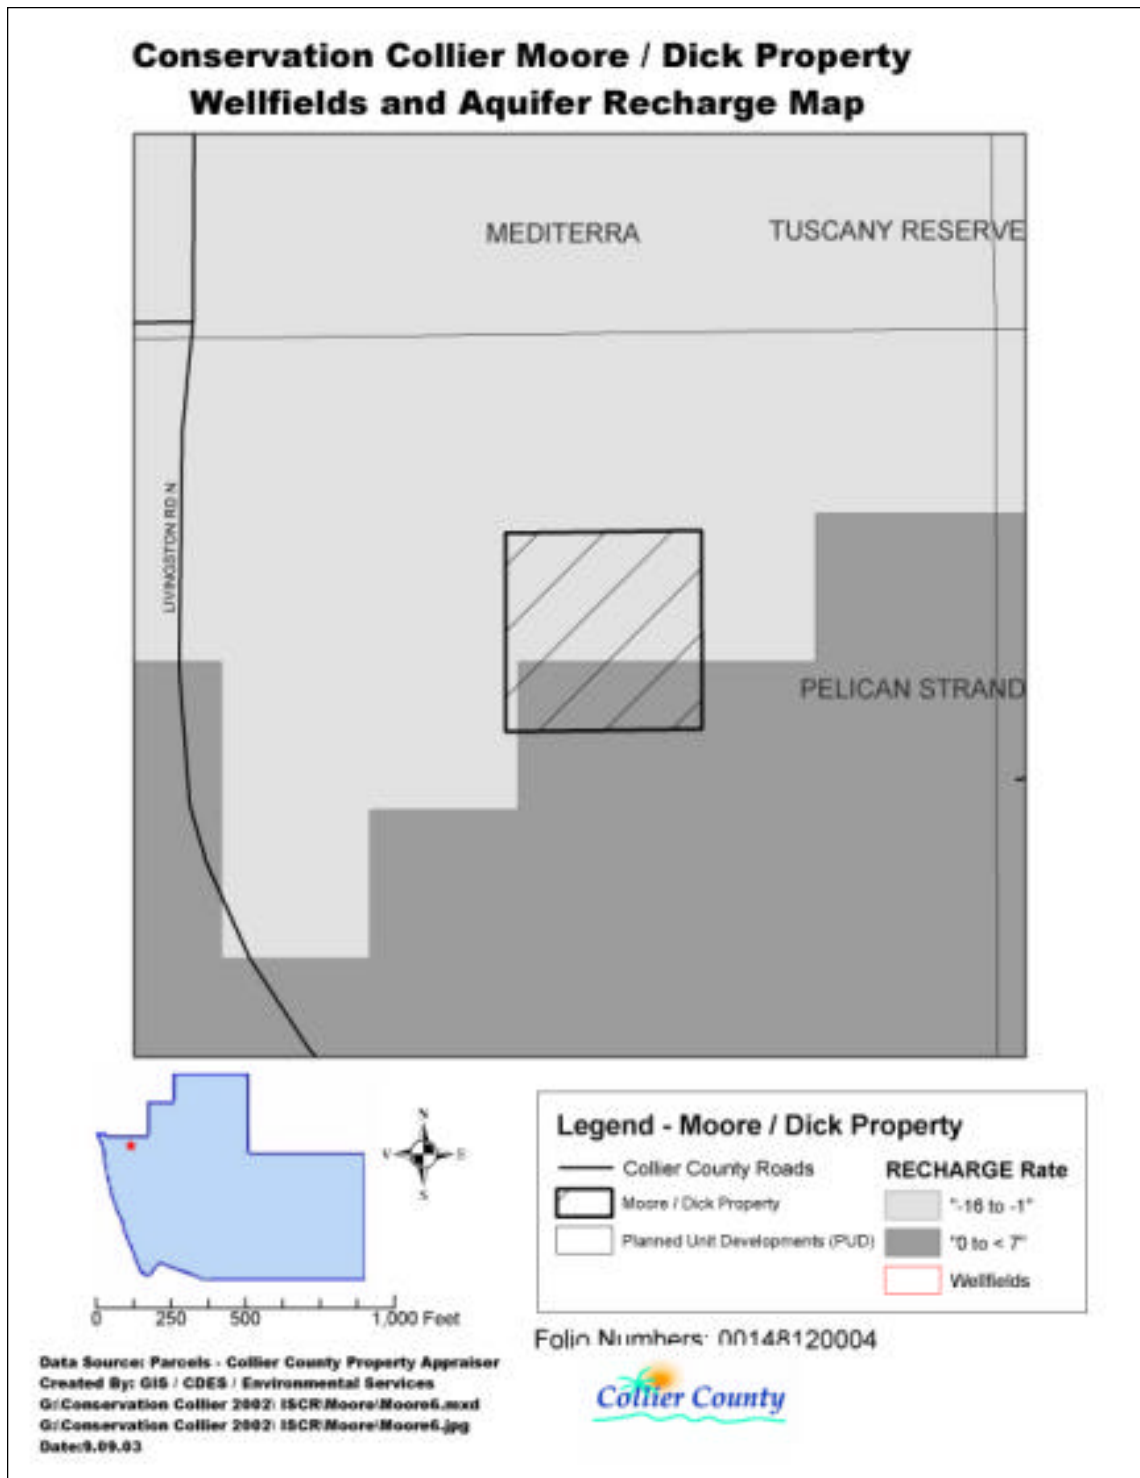 Conservation Collier Moore / Dick Property
Wellfields and Aquifer Recharge Map
MEDITERRA
TUSCANY RESERVE
LIVINGSTON RD N
PELICAN STRAND
N
E
S
0 250 500 1,000 Feet
Legend - Moore / Dick Property
Collier County Roads
Moore / Dick Property
Planned Unit Developments (PUD)
RECHARGE Rate
"-16 to -1"
"0 to < 7"
Wellfields
Folio Numbers: 00148120004
Data Source: Parcels - Collier County Property Appraisor
Created By: GIS / CDES / Environmental Services
G:\Conservation Collier 2002\ ISCR\Moore\Moore6.mxd
G:\Conservation Collier 2002\ ISCR\Moore\Moore6.jpg
Date:9.09.03
Collier County